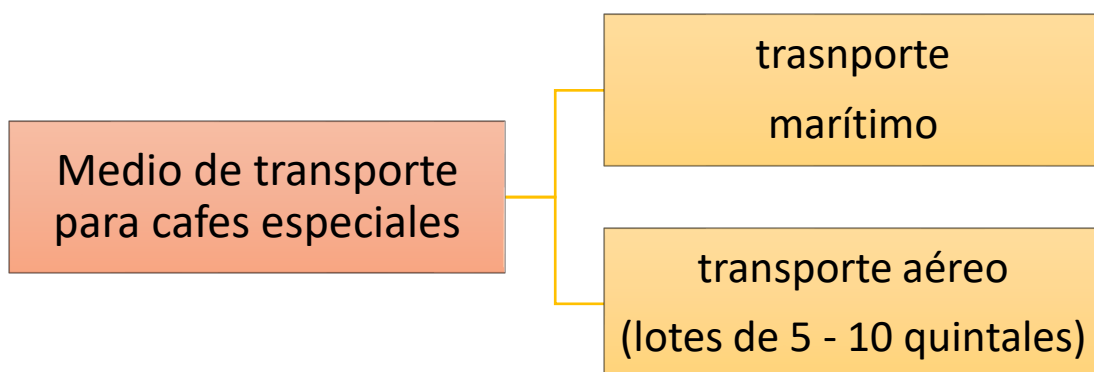 Medio de transporte
para cafes especiales
trasnporte
marítimo
transporte aéreo
(lotes de 5 - 10 quintales)